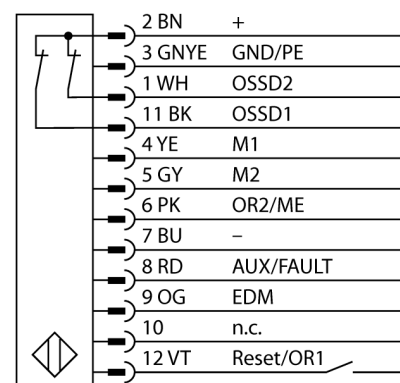 2 BN +
3 GNYE GND/PE
1 WH OSSD2
11 BK OSSD1
4 YE M1
5 GY M2
6 PK OR2/ME
7 BU –
8 RD AUX/FAULT
9 OG EDM
10 n.c.
12 VT Reset/OR1